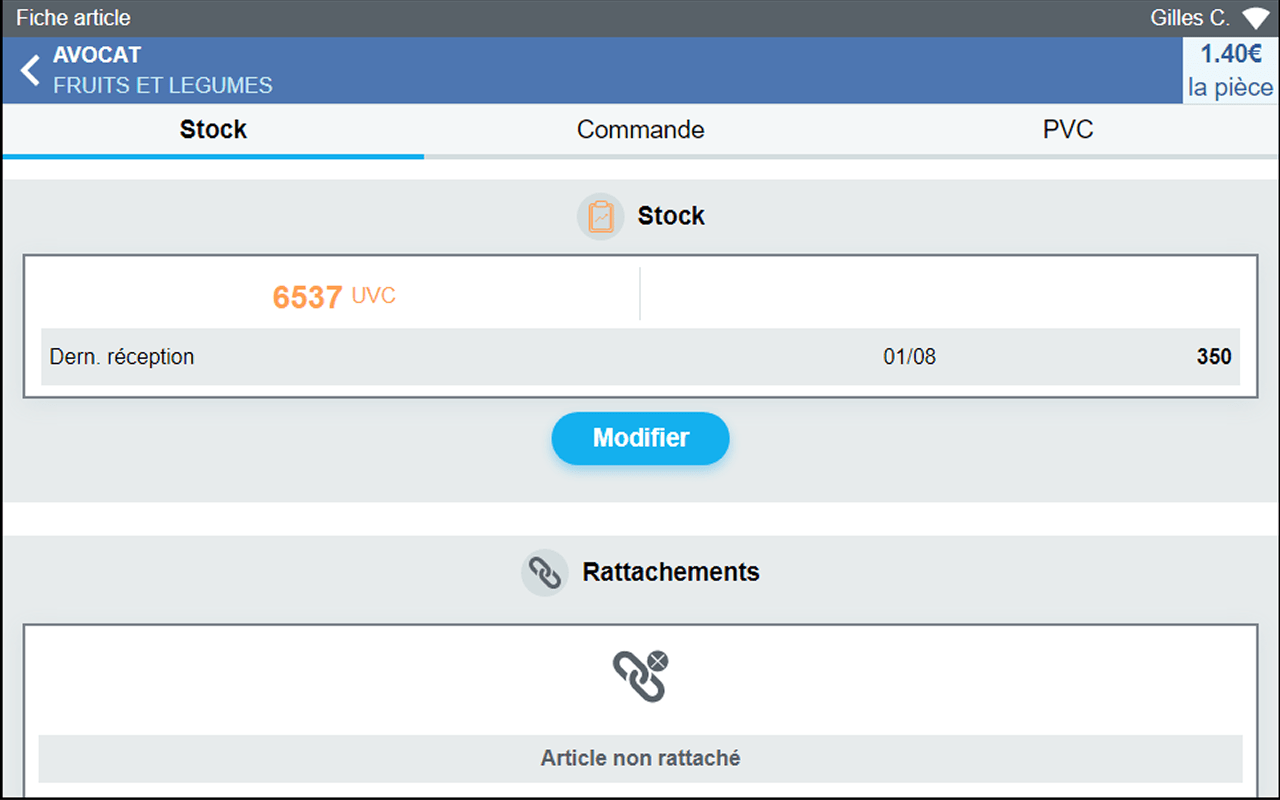 Fiche article
Gilles C.
AVOCAT
FRUITS ET LEGUMES
1.40€
la pièce
Stock
Commande
PVC
Stock
6537 UVC
Dern. réception 01/08 350
Modifier
Rattachements
Article non rattaché